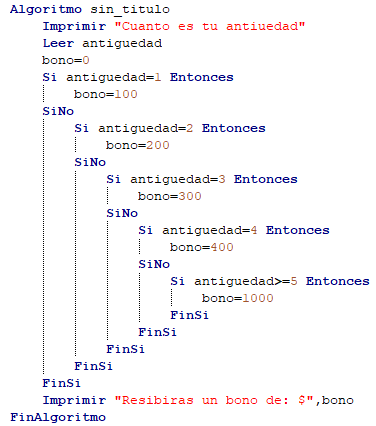 Algoritmo sin_titulo
Imprimir "Cuanto es tu antiuedad"
Leer antiguedad
bono=0
Si antiguedad=1 Entonces
bono=100
SiNo
Si antiguedad=2 Entonces
bono=200
SiNo
Si antiguedad=3 Entonces
bono=300
SiNo
Si antiguedad=4 Entonces
bono=400
SiNo
Si antiguedad>=5 Entonces
bono=1000
FinSi
FinSi
FinSi
FinSi
FinSi
Imprimir "Resibiras un bono de: $",bono
FinAlgoritmo